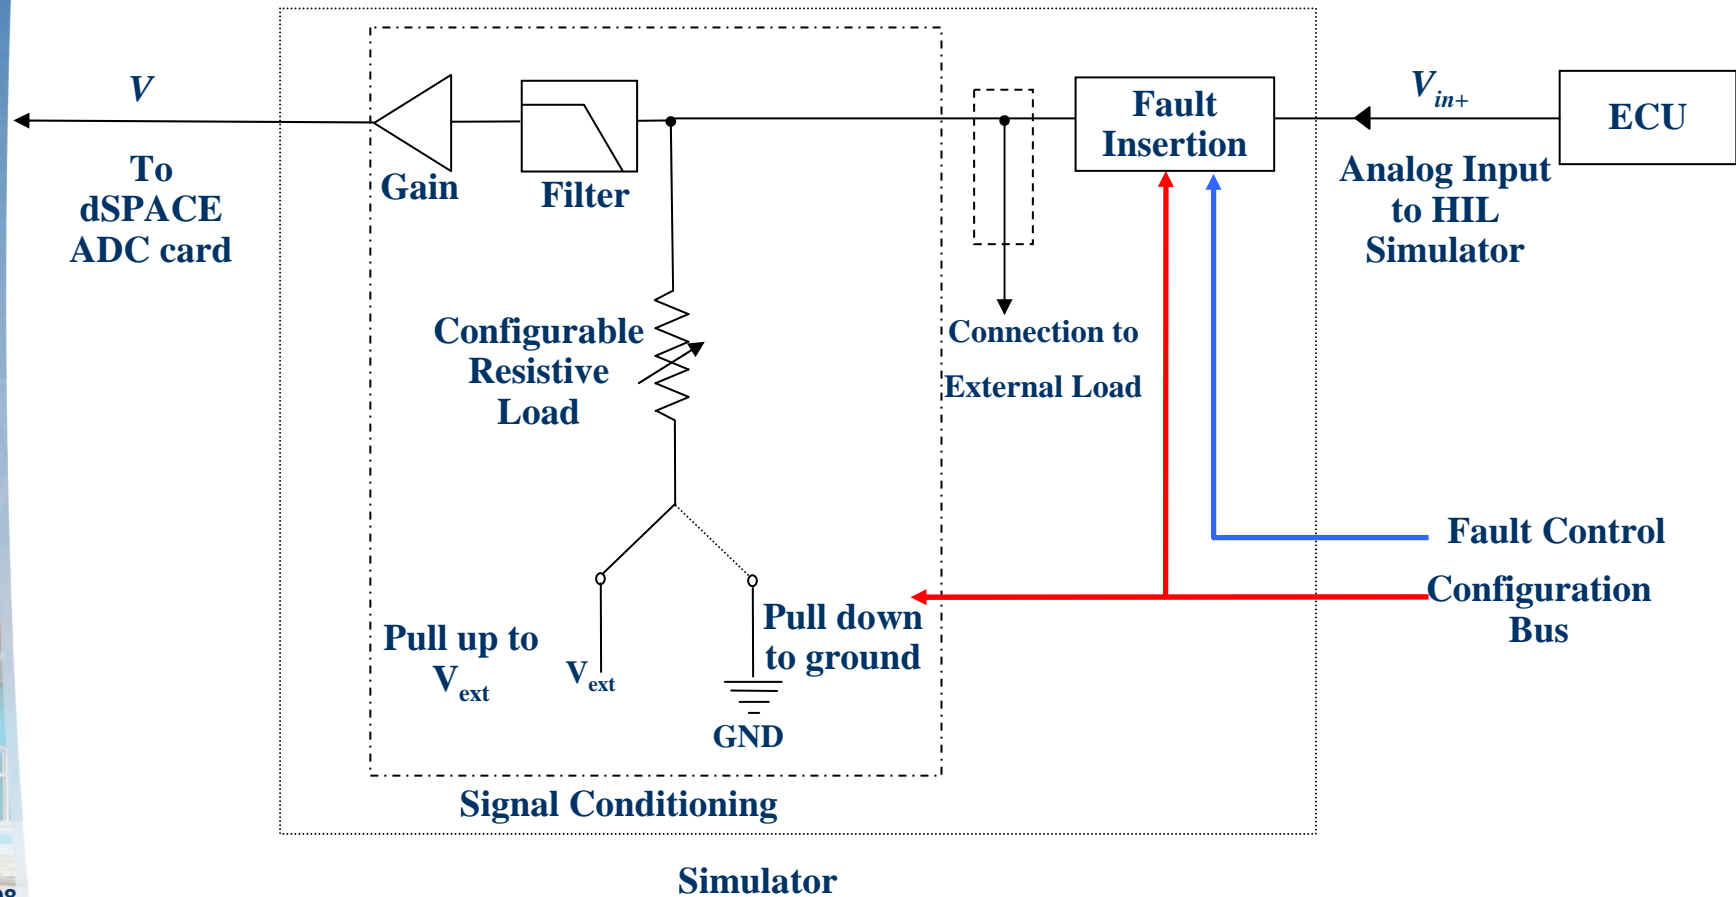 V
To
dSPACE
ADC card
Gain
Filter
Fault
Insertion
V in+
ECU
Analog Input
to HIL
Simulator
Configurable
Resistive
Load
Connection to
External Load
Fault Control
Configuration
Bus
Pull up to
V ext
V ext
Pull down
to ground
GND
Signal Conditioning
Simulator